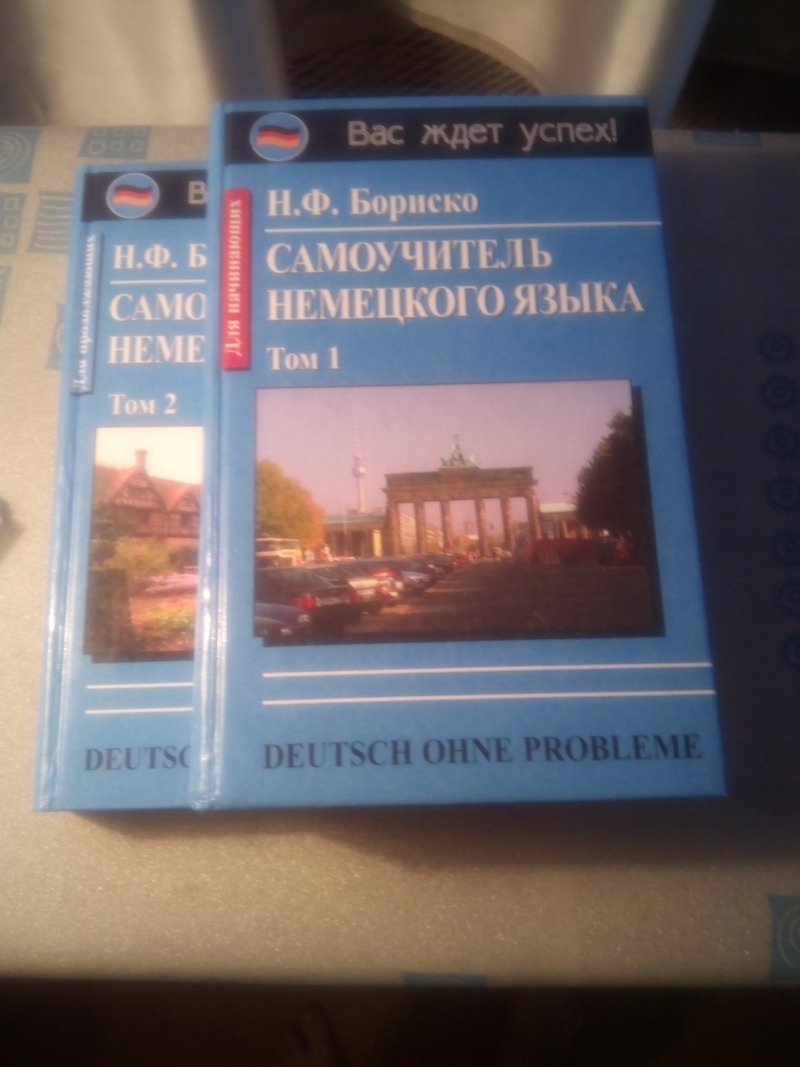 Вас ждет успех!
Н.Ф. Бориско
Для начинающих
САМОУЧИТЕЛЬ
НЕМЕЦКОГО ЯЗЫКА
Том 1
DEUTSCH OHNE PROBLEME
В
Н.Ф. Б
Для продолжающих
САМО
НЕМЕ
Том 2
DEUTSC